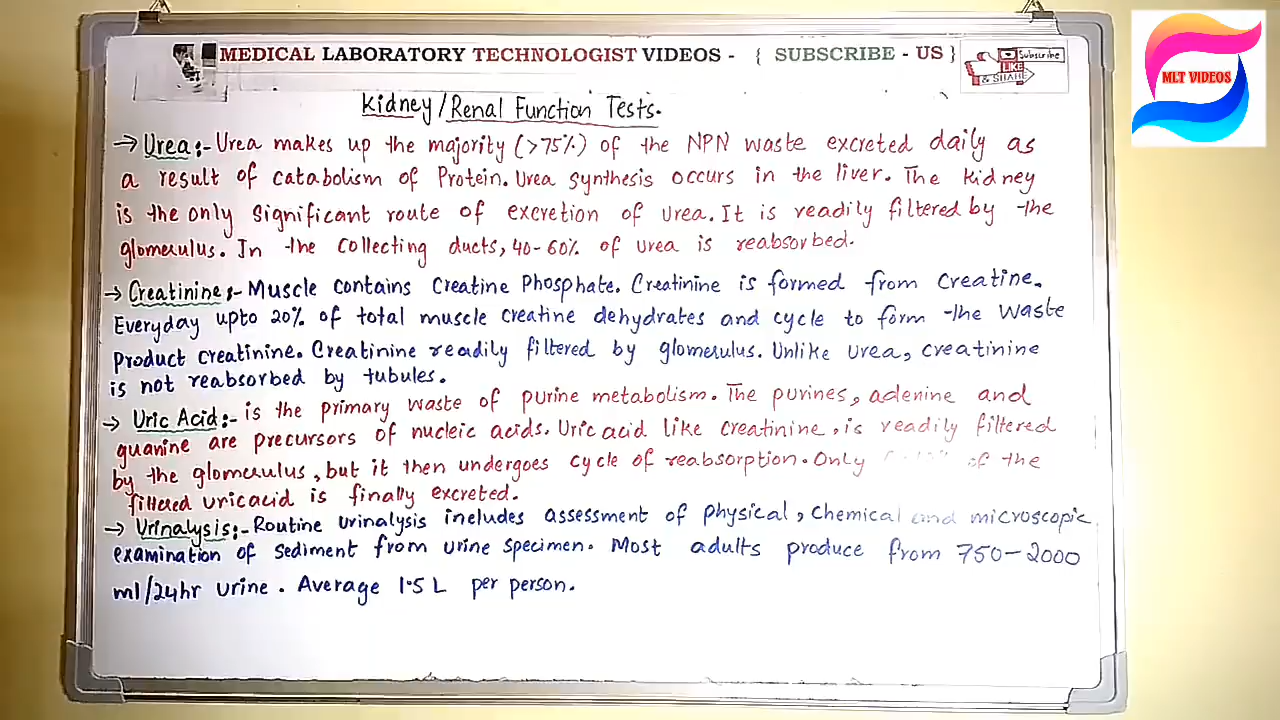 MEDICAL LABORATORY TECHNOLOGIST VIDEOS - { SUBSCRIBE - US }
Subscribe
LIKE
& SHARE
MLT VIDEOS
Kidney/Renal Function Tests.
→ Urea:- Urea makes up the majority (>75%) of the NPN waste excreted daily as
a result of catabolism of Protein. Urea synthesis occurs in the liver. The kidney
is the only significant route of excretion of urea. It is readily filtered by the
glomerulus. In the collecting ducts, 40-60% of urea is reabsorbed.
→ Creatinine:- Muscle contains Creatine Phosphate. Creatinine is formed from Creatine.
Everyday upto 20% of total muscle creatine dehydrates and cycle to form the waste
product creatinine. Creatinine readily filtered by glomerulus. Unlike urea, creatinine
is not reabsorbed by tubules.
→ Uric Acid:- is the primary waste of purine metabolism. The purines, adenine and
guanine are precursors of nucleic acids. Uric acid like creatinine, is readily filtered
by the glomerulus, but it then undergoes cycle of reabsorption. Only of the
filtered uric acid is finally excreted.
→ Urinalysis:- Routine urinalysis includes assessment of physical, chemical and microscopic
examination of sediment from urine specimen. Most adults produce from 750-2000
ml/24hr urine. Average 1.5 L per person.